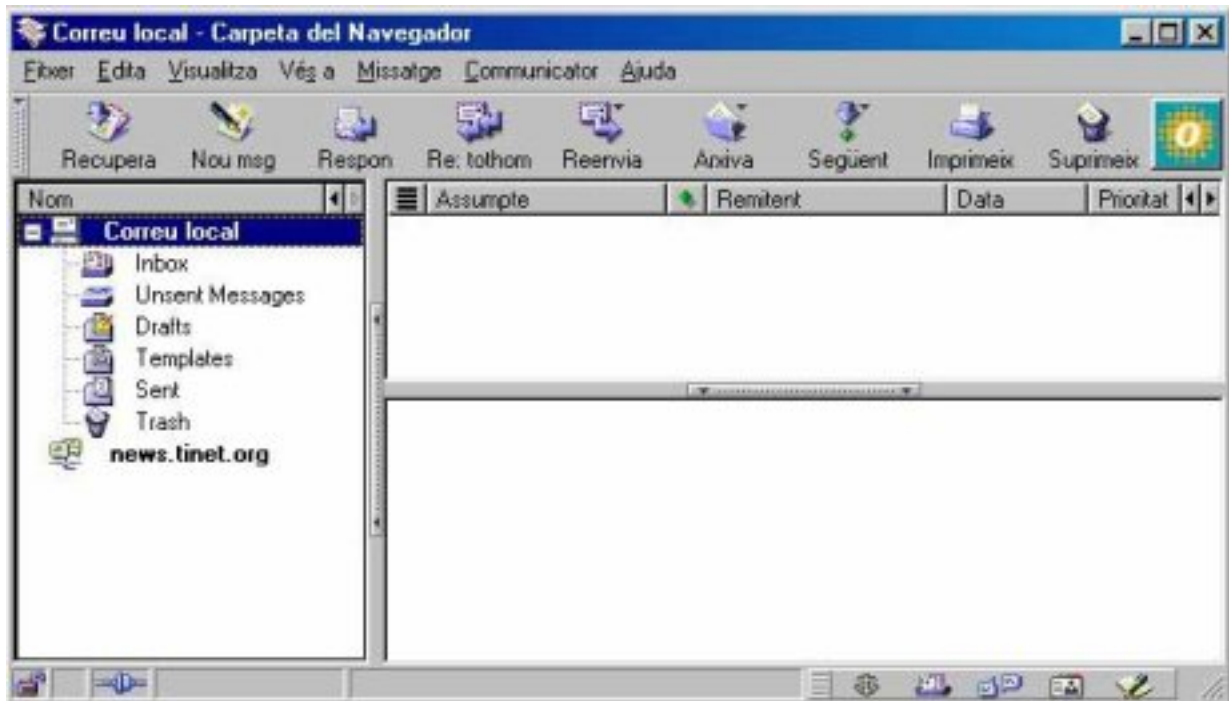 Correu local - Carpeta del Navegador
Fitxer Edita Visualitza Vés a Missatge Communicator Ajuda
Recupera Nou msg Respon Re: tothom Reenvia Arxiva Següent Imprimeix Suprimeix
Nom Assumpte Remitent Data Prioritat
Correu local
Inbox
Unsent Messages
Drafts
Templates
Sent
Trash
news.tinet.org